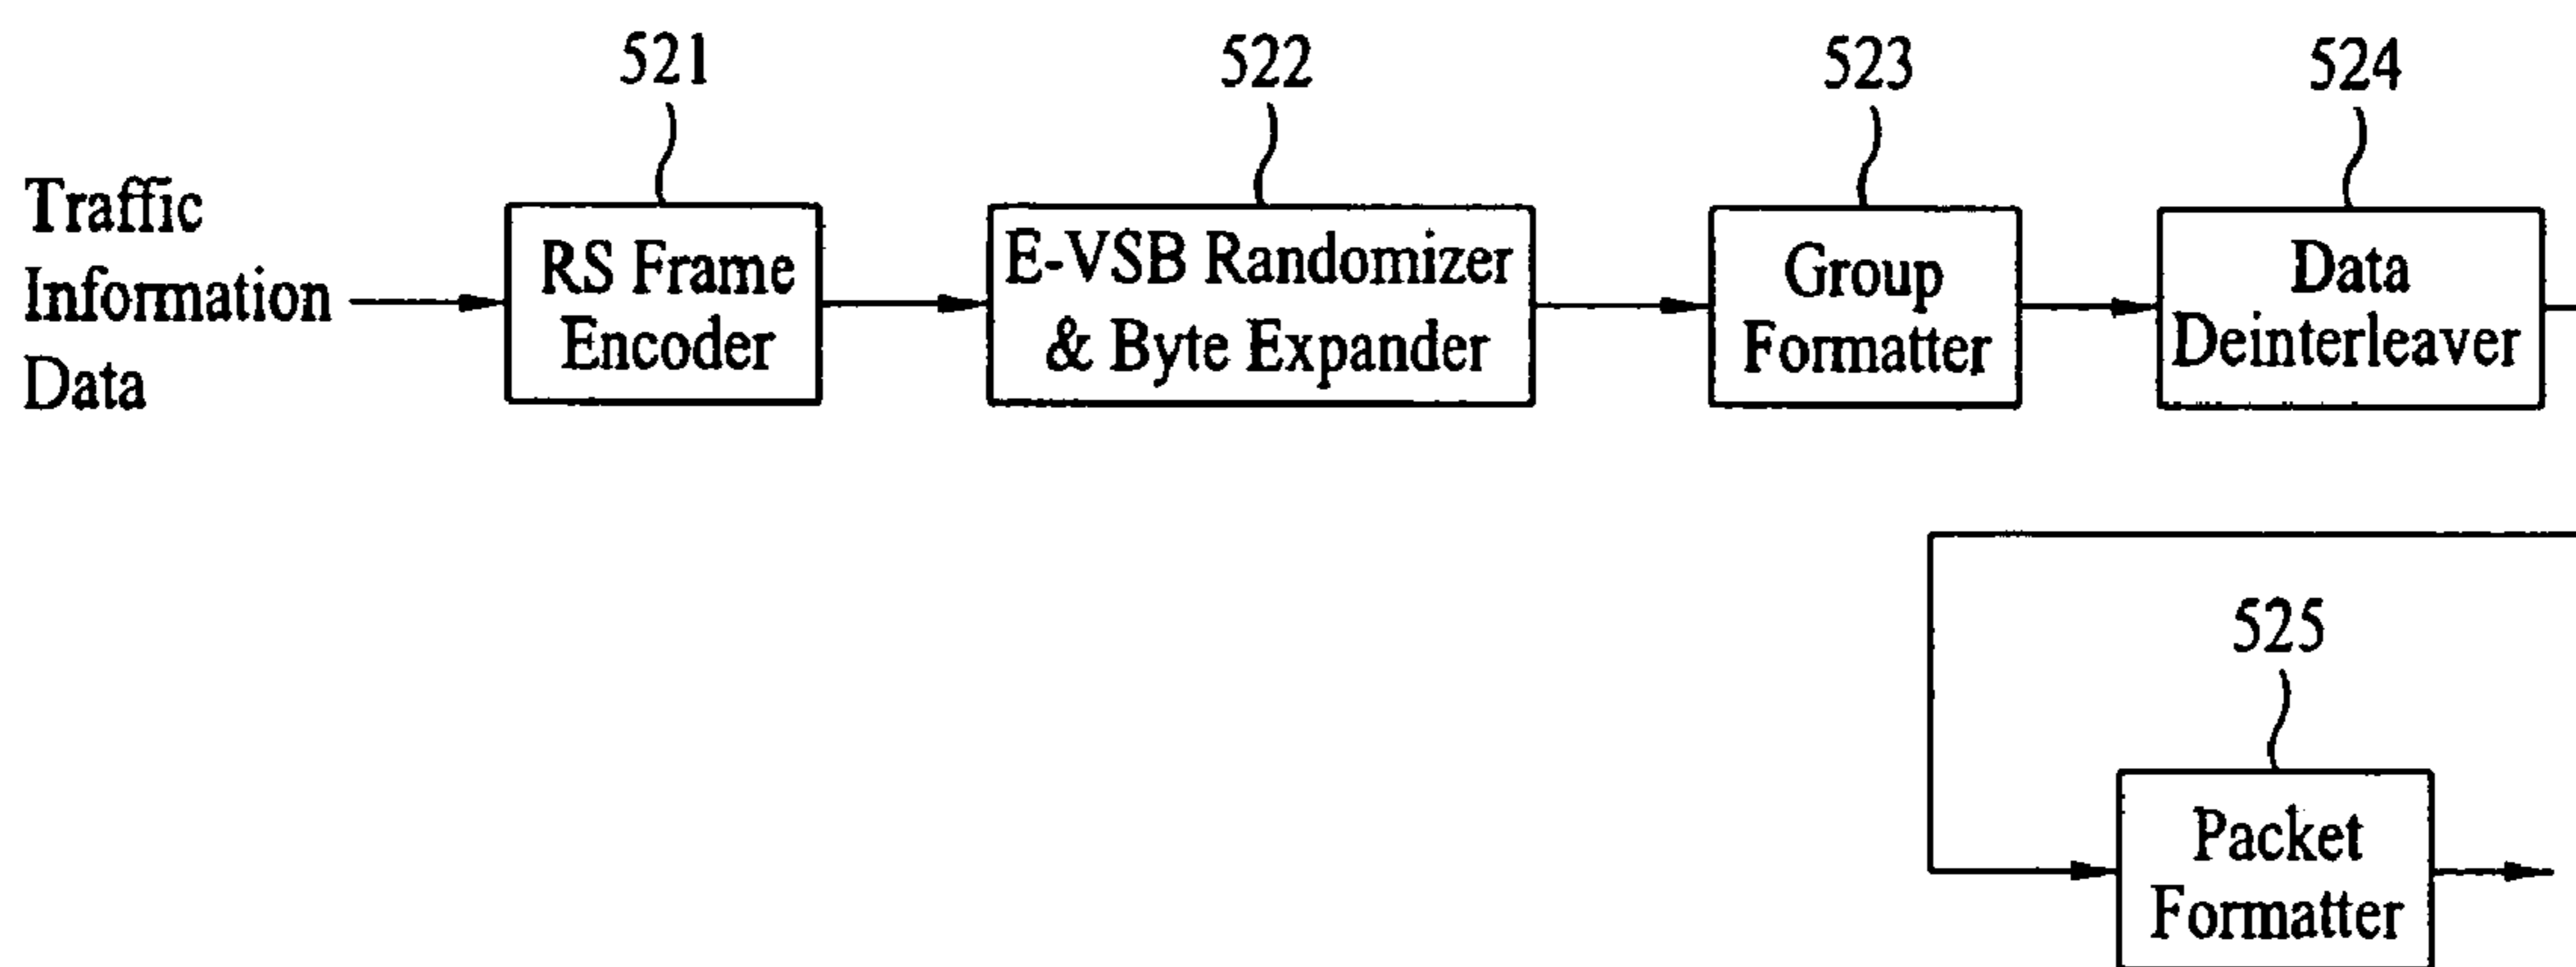 521
522
523
524
Traffic
Information
Data
RS Frame
Encoder
E-VSB Randomizer
& Byte Expander
Group
Formatter
Data
Deinterleaver
525
Packet
Formatter